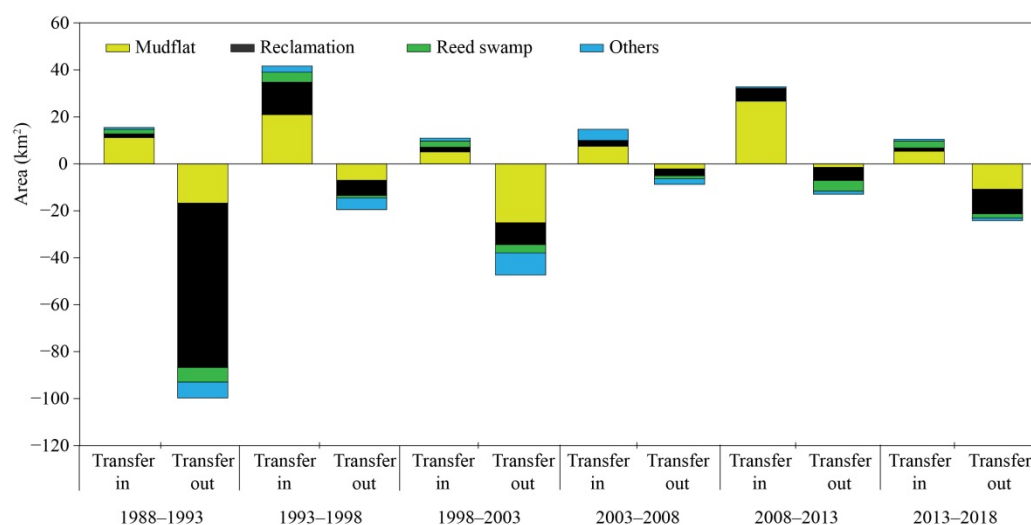 60
Mudflat Reclamation Reed swamp Others
40
20
0
−20
−40
−60
−80
−100
−120
Area (km²)
Transfer in Transfer out Transfer in Transfer out Transfer in Transfer out Transfer in Transfer out Transfer in Transfer out Transfer in Transfer out
1988–1993 1993–1998 1998–2003 2003–2008 2008–2013 2013–2018